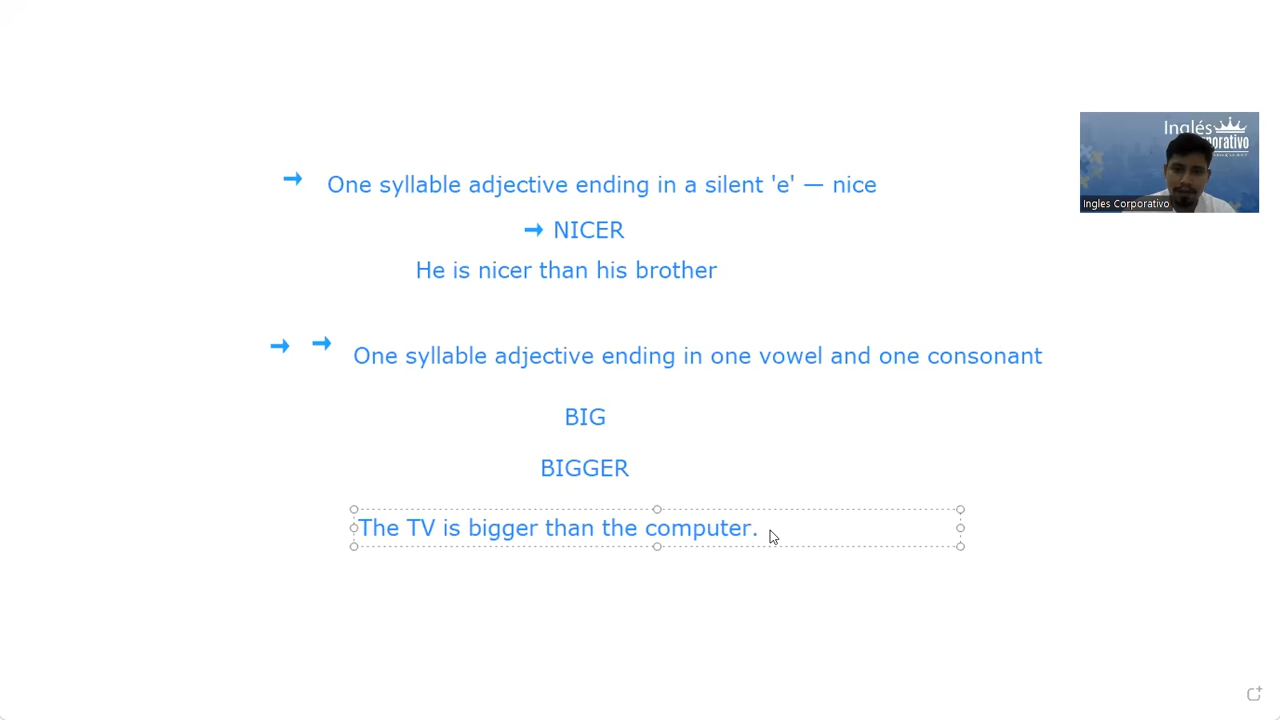 One syllable adjective ending in a silent 'e' — nice
→ NICER
He is nicer than his brother
One syllable adjective ending in one vowel and one consonant
BIG
BIGGER
The TV is bigger than the computer.
Inglés
Ingles Corporativo